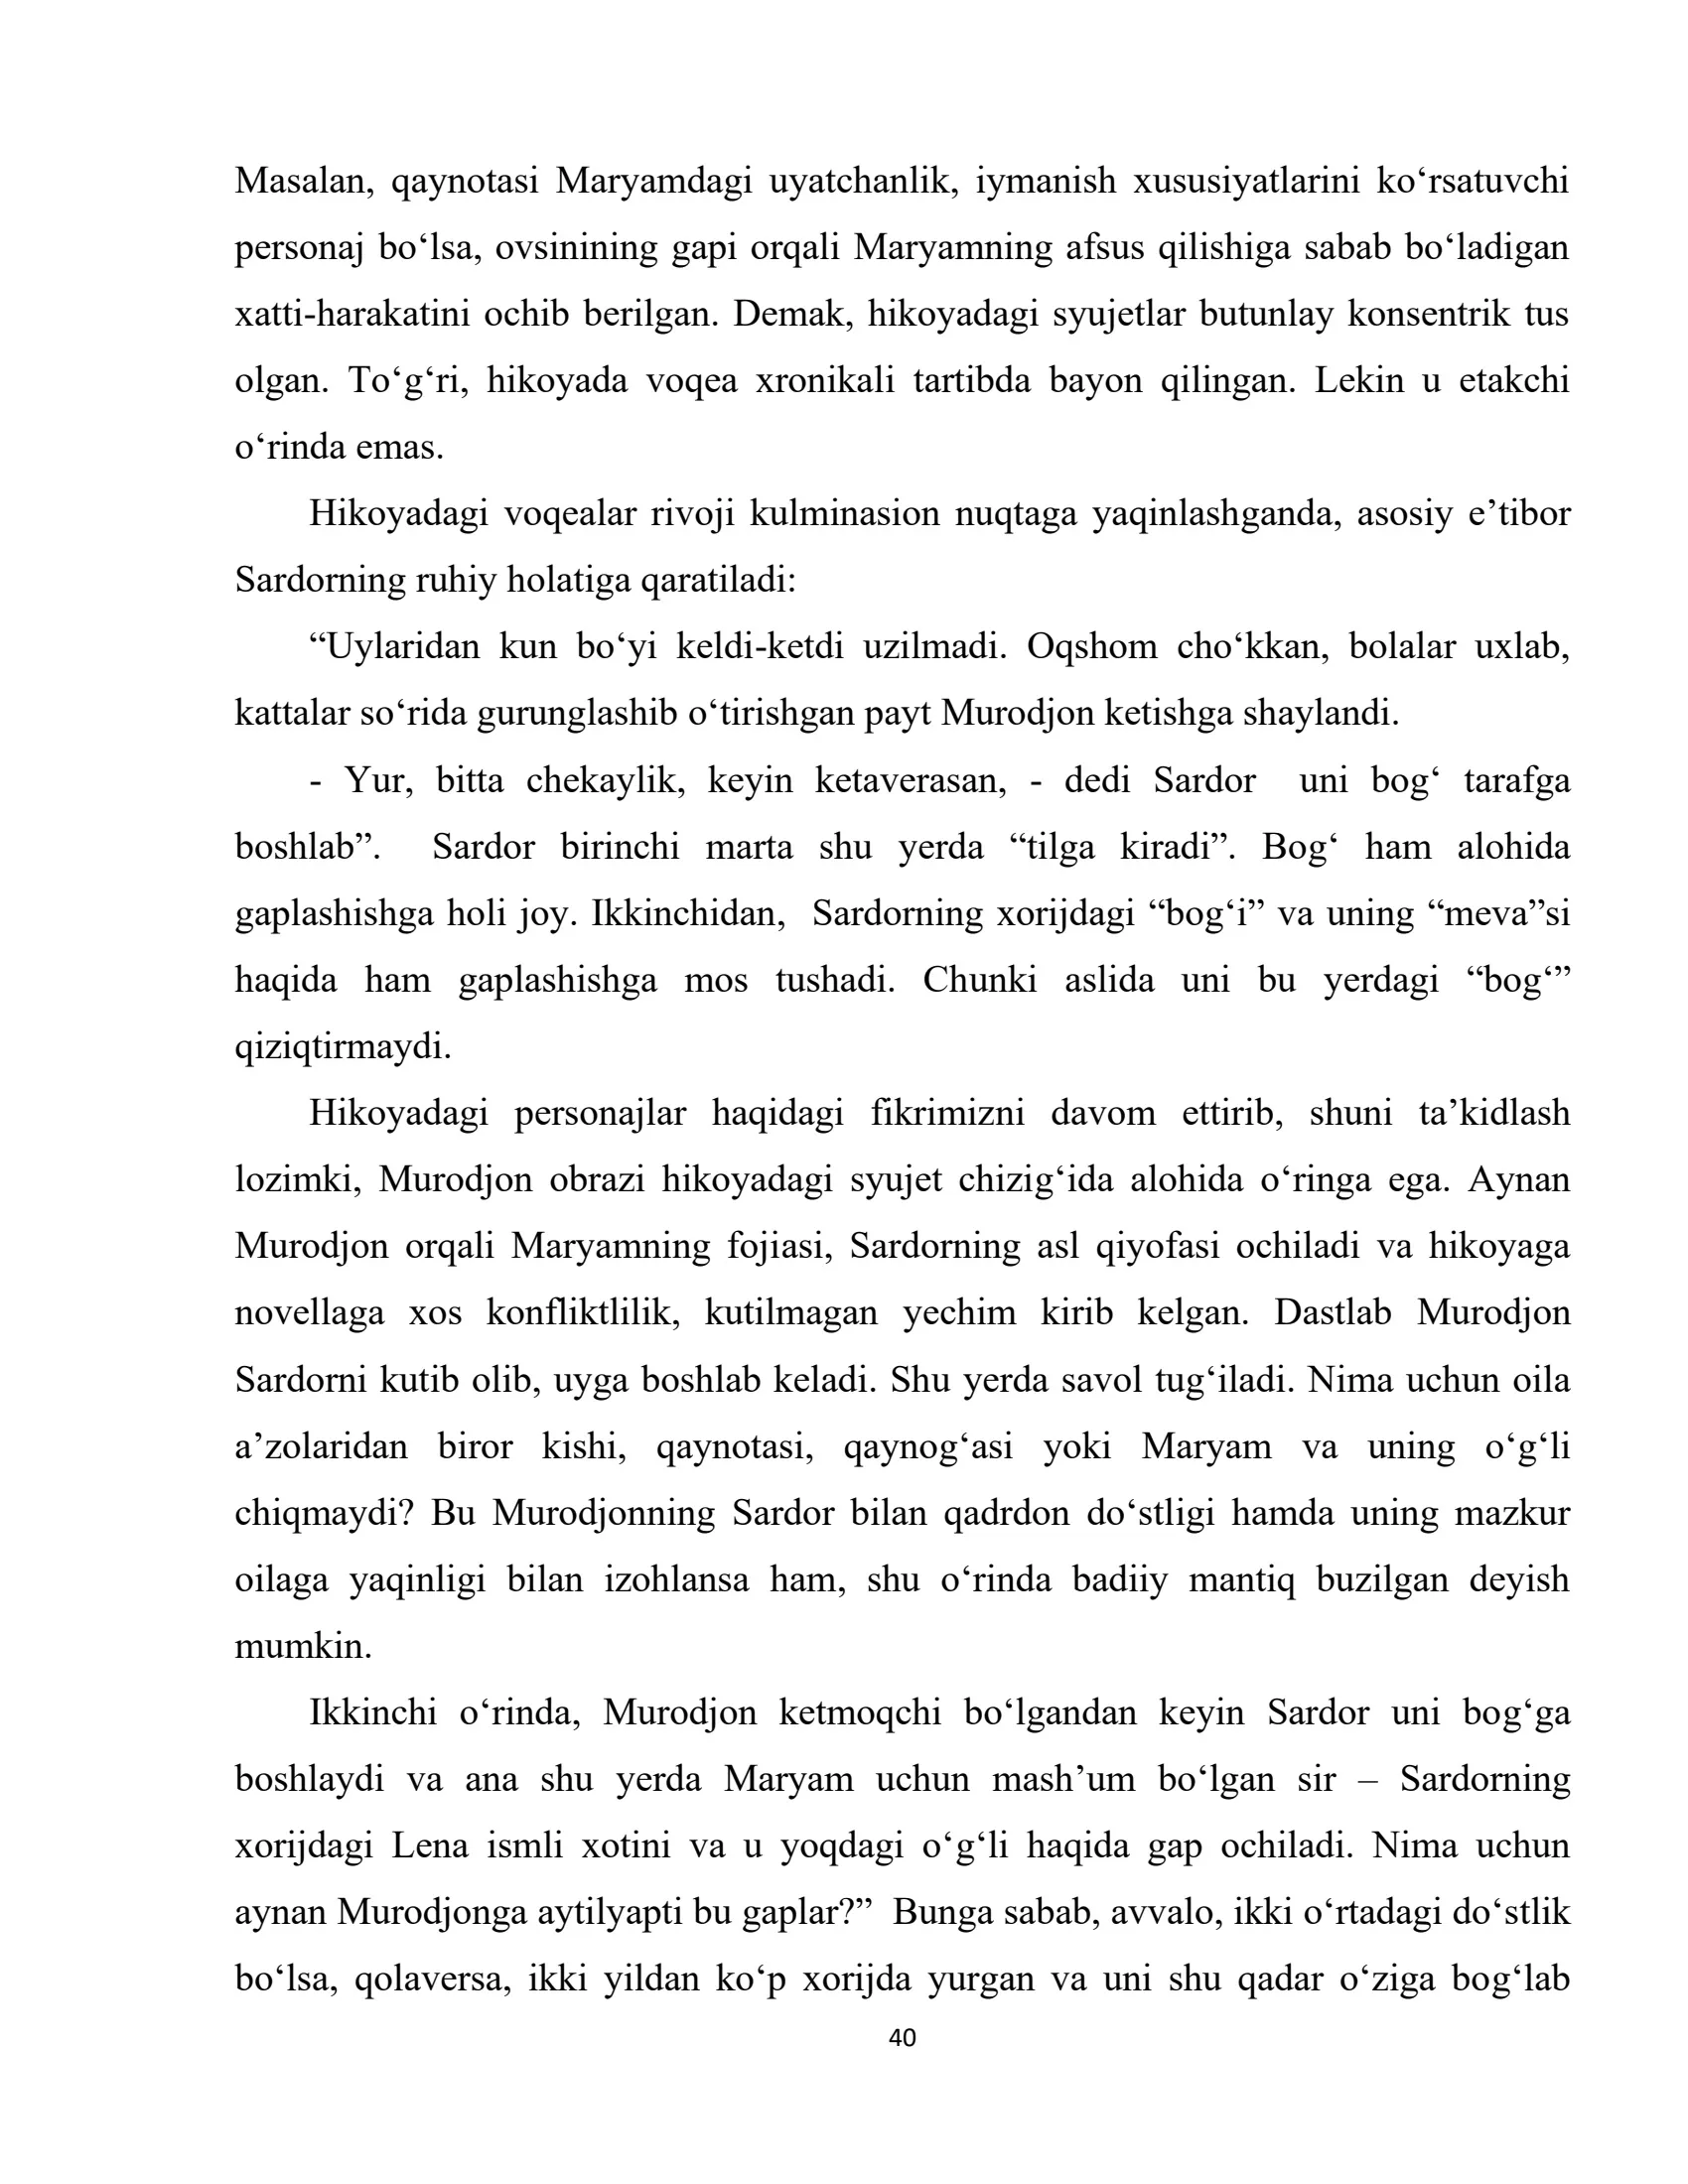 Masalan, qaynotasi Maryamdagi uyatchanlik, iymanish xususiyatlarini ko‘rsatuvchi
personaj bo‘lsa, ovsinining gapi orqali Maryamning afsus qilishiga sabab bo‘ladigan
xatti-harakatini ochib berilgan. Demak, hikoyadagi syujetlar butunlay konsentrik tus
olgan. To‘g‘ri, hikoyada voqea xronikali tartibda bayon qilingan. Lekin u etakchi
o‘rinda emas.
Hikoyadagi voqealar rivoji kulminasion nuqtaga yaqinlashganda, asosiy e’tibor
Sardorning ruhiy holatiga qaratiladi:
“Uylaridan kun bo‘yi keldi-ketdi uzilmadi. Oqshom cho‘kkan, bolalar uxlab,
kattalar so‘rida gurunglashib o‘tirishgan payt Murodjon ketishga shaylandi.
- Yur, bitta chekaylik, keyin ketaverasan, - dedi Sardor  uni bog‘ tarafga
boshlab”.  Sardor birinchi marta shu yerda “tilga kiradi”. Bog‘ ham alohida
gaplashishga holi joy. Ikkinchidan,  Sardorning xorijdagi “bog‘i” va uning “meva”si
haqida ham gaplashishga mos tushadi. Chunki aslida uni bu yerdagi “bog‘”
qiziqtirmaydi.
Hikoyadagi personajlar haqidagi fikrimizni davom ettirib, shuni ta’kidlash
lozimki, Murodjon obrazi hikoyadagi syujet chizig‘ida alohida o‘ringa ega. Aynan
Murodjon orqali Maryamning fojiasi, Sardorning asl qiyofasi ochiladi va hikoyaga
novellaga xos konfliktlilik, kutilmagan yechim kirib kelgan. Dastlab Murodjon
Sardorni kutib olib, uyga boshlab keladi. Shu yerda savol tug‘iladi. Nima uchun oila
a’zolaridan biror kishi, qaynotasi, qaynog‘asi yoki Maryam va uning o‘g‘li
chiqmaydi? Bu Murodjonning Sardor bilan qadrdon do‘stligi hamda uning mazkur
oilaga yaqinligi bilan izohlansa ham, shu o‘rinda badiiy mantiq buzilgan deyish
mumkin.
Ikkinchi o‘rinda, Murodjon ketmoqchi bo‘lgandan keyin Sardor uni bog‘ga
boshlaydi va ana shu yerda Maryam uchun mash’um bo‘lgan sir – Sardorning
xorijdagi Lena ismli xotini va u yoqdagi o‘g‘li haqida gap ochiladi. Nima uchun
aynan Murodjonga aytilyapti bu gaplar?”  Bunga sabab, avvalo, ikki o‘rtadagi do‘stlik
bo‘lsa, qolaversa, ikki yildan ko‘p xorijda yurgan va uni shu qadar o‘ziga bog‘lab
40